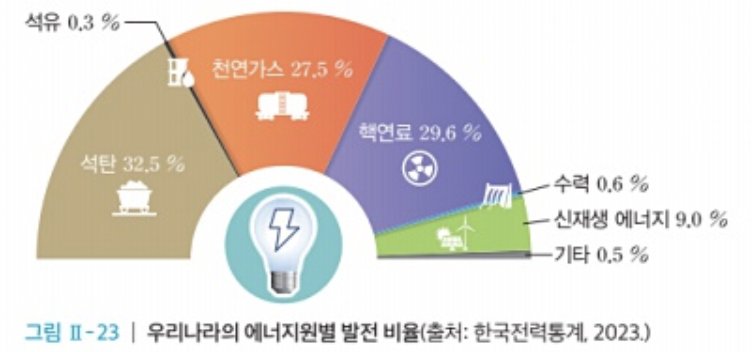 석유 0.3 %
천연가스 27.5 %
핵연료 29.6 %
석탄 32.5 %
수력 0.6 %
신재생 에너지 9.0 %
기타 0.5 %
그림 Ⅱ-23 | 우리나라의 에너지원별 발전 비율(출처: 한국전력통계, 2023.)